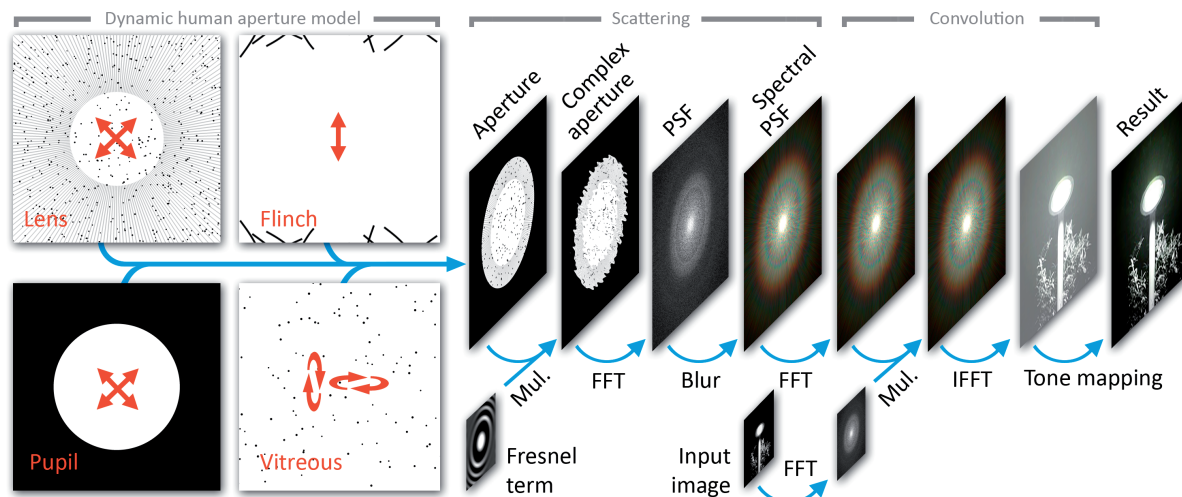 Dynamic human aperture model
Scattering
Convolution
Lens
Flinch
Pupil
Vitreous
Aperture
Complex
aperture
PSF
Spectral
PSF
Result
Mul.
FFT
Blur
FFT
Mul.
IFFT
Tone mapping
Fresnel
term
Input
image
FFT